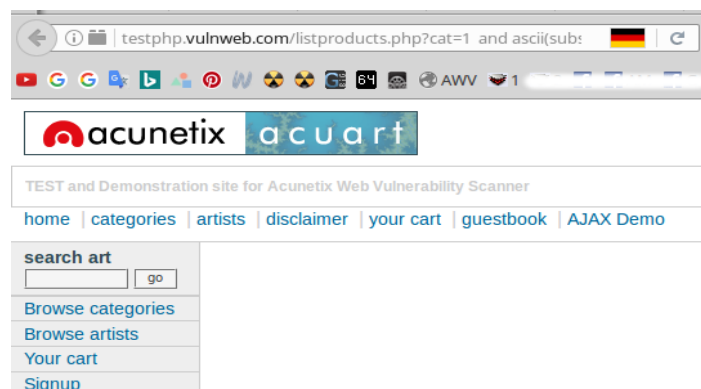 testphp.vulnweb.com/listproducts.php?cat=1 and ascii(subs
G G b W G 64 AWV 1
acunetix acuart
TEST and Demonstration site for Acunetix Web Vulnerability Scanner
home | categories | artists | disclaimer | your cart | guestbook | AJAX Demo
search art
go
Browse categories
Browse artists
Your cart
Signup